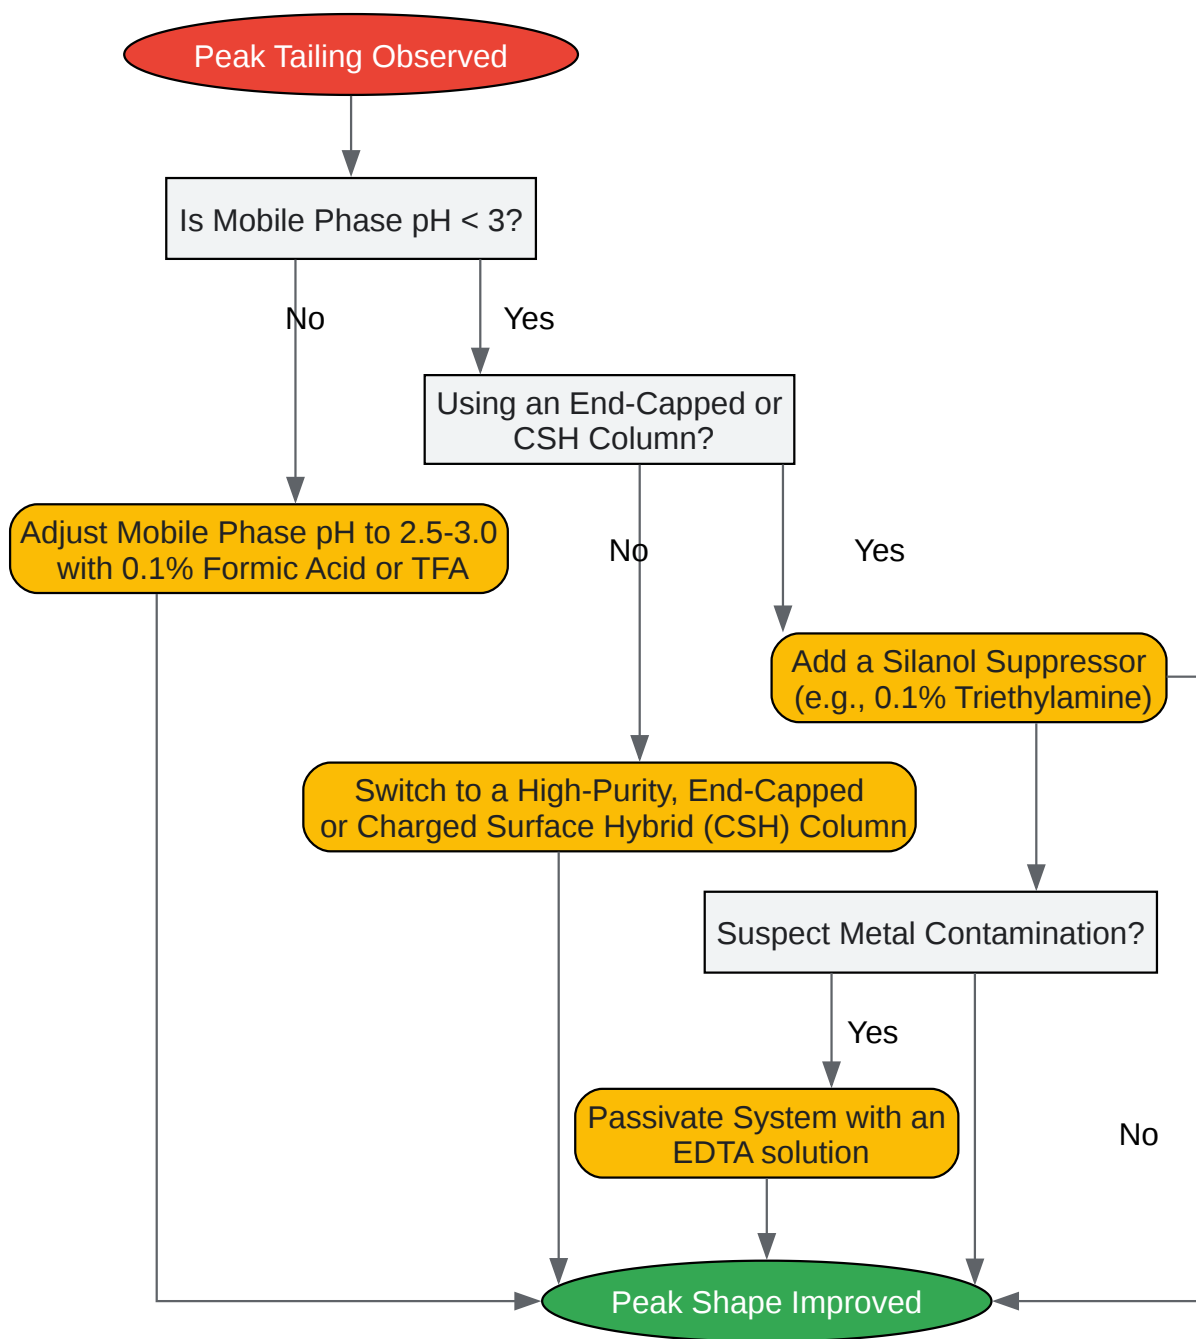 Peak Tailing Observed
Is Mobile Phase pH < 3?
No
Yes
Using an End-Capped or
CSH Column?
Adjust Mobile Phase pH to 2.5-3.0
with 0.1% Formic Acid or TFA
No
Yes
Add a Silanol Suppressor
(e.g., 0.1% Triethylamine)
Switch to a High-Purity, End-Capped
or Charged Surface Hybrid (CSH) Column
Suspect Metal Contamination?
Yes
Passivate System with an
EDTA solution
No
Peak Shape Improved